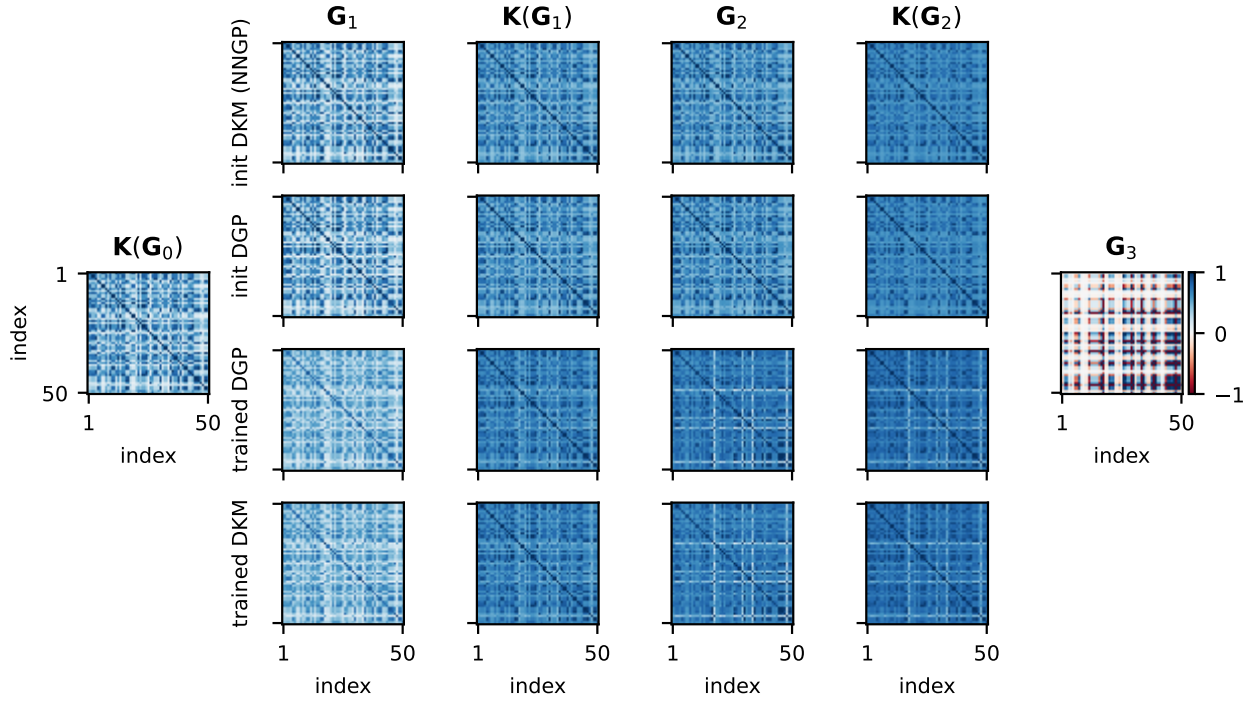 G₁ K(G₁) G₂ K(G₂)
init DKM (NNGP)
init DGP
K(G₀)
1
index
50
1 50
index
trained DGP
G₃
1
0
−1
1 50
index
trained DKM
1 50 1 50 1 50 1 50
index index index index